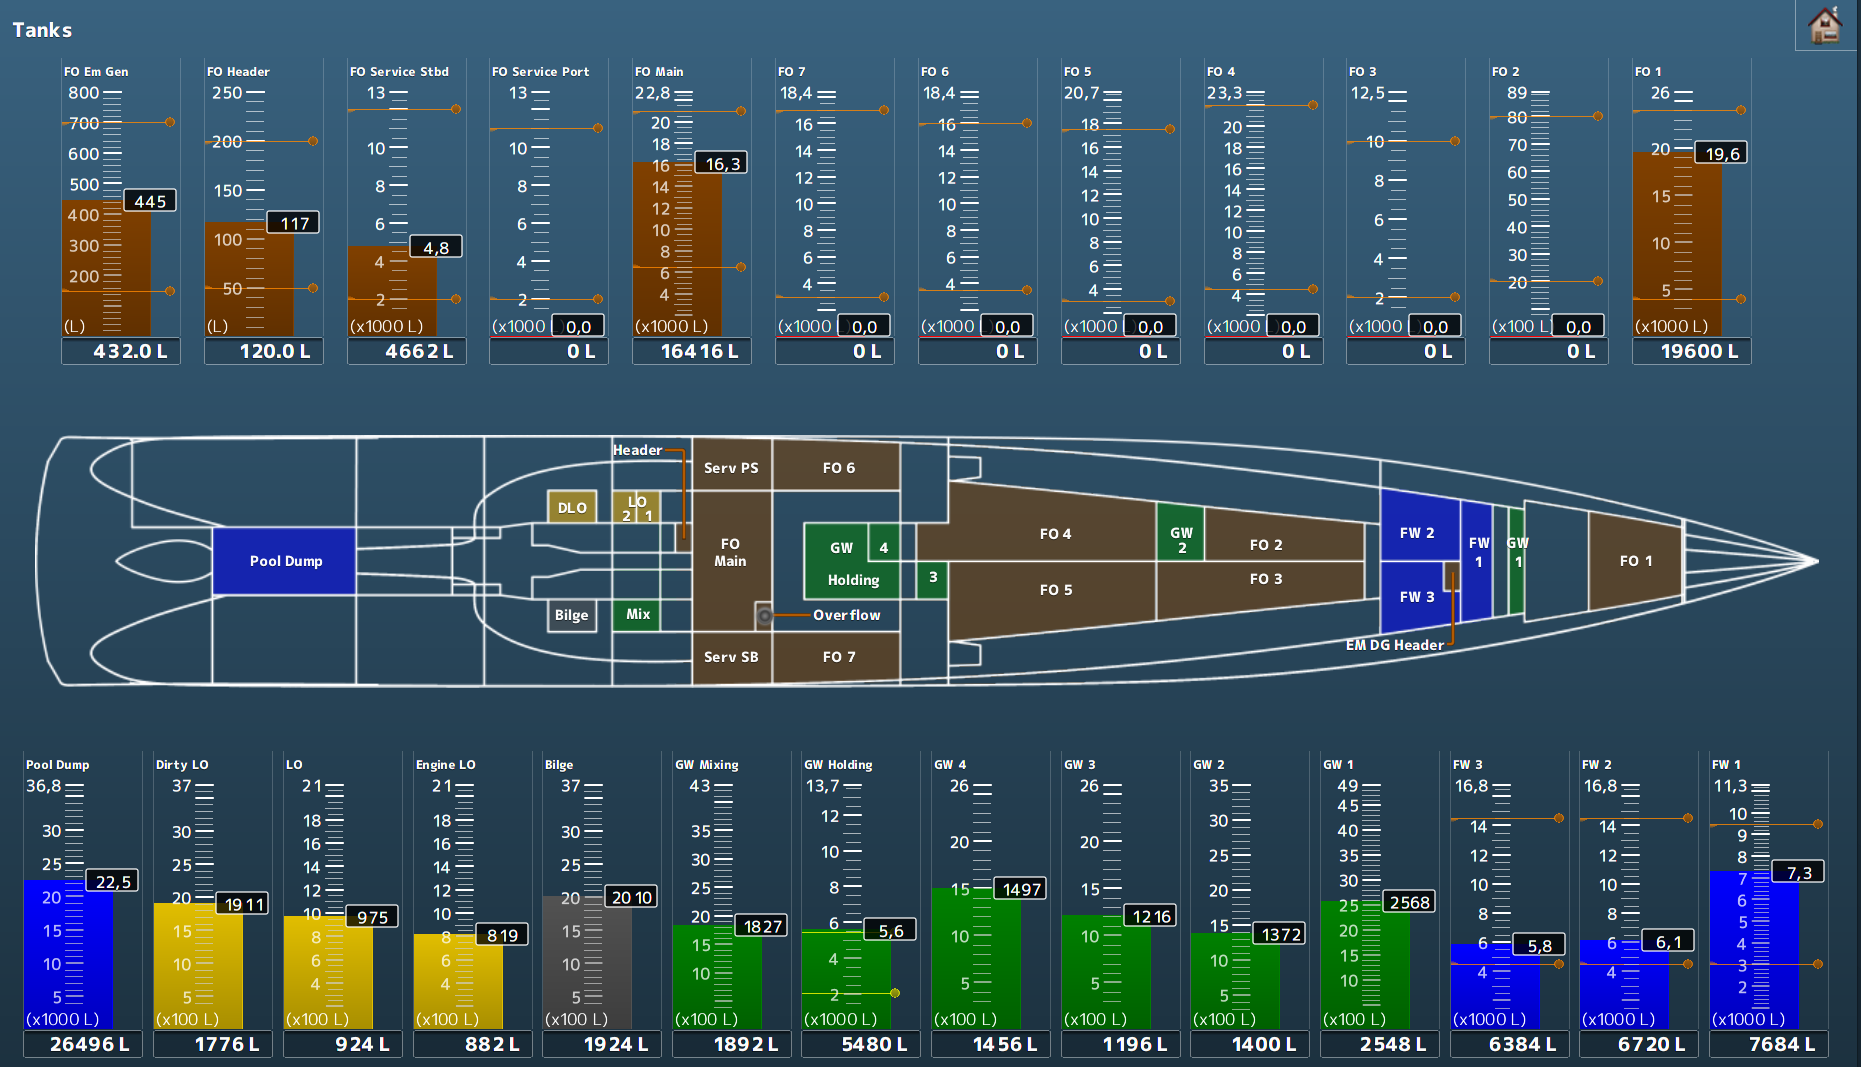 Tanks
FO Em Gen
800
700
600
500
400
300
200
445
(L)
432.0 L
FO Header
250
200
150
100
50
117
(L)
120.0 L
FO Service Stbd
13
10
8
6
4
2
4,8
(x1000 L)
4662 L
FO Service Port
13
10
8
6
4
2
(x1000
0,0
0 L
FO Main
22,8
20
18
16
14
12
10
8
6
4
16,3
(x1000 L)
16416 L
FO 7
18,4
16
14
12
10
8
6
4
(x1000
0,0
0 L
FO 6
18,4
16
14
12
10
8
6
4
(x1000
0,0
0 L
FO 5
20,7
18
16
14
12
10
8
6
4
(x1000
0,0
0 L
FO 4
23,3
20
18
16
14
12
10
8
6
4
(x1000
0,0
0 L
FO 3
12,5
10
8
6
4
2
(x1000
0,0
0 L
FO 2
89
80
70
60
50
40
30
20
(x100 L)
0,0
0 L
FO 1
26
20
15
10
5
19,6
(x1000 L)
19600 L
Header
Serv PS
FO 6
DLO
LO
2 1
FO
Main
GW
4
Holding
3
FO 4
GW
2
FO 2
FW 2
FW
1
GW
1
FO 1
Pool Dump
FO 5
FO 3
FW 3
Bilge
Mix
Overflow
EM DG Header
Serv SB
FO 7
Pool Dump
36,8
30
25
20
15
10
5
22,5
(x1000 L)
26496 L
Dirty LO
37
30
25
20
15
10
5
1911
(x100 L)
1776 L
LO
21
18
16
14
12
10
8
6
4
975
(x100 L)
924 L
Engine LO
21
18
16
14
12
10
8
6
4
819
(x100 L)
882 L
Bilge
37
30
25
20
15
10
5
2010
(x100 L)
1924 L
GW Mixing
43
35
30
25
20
15
10
1827
(x100 L)
1892 L
GW Holding
13,7
12
10
8
6
4
2
5,6
(x1000 L)
5480 L
GW 4
26
20
15
10
5
1497
(x100 L)
1456 L
GW 3
26
20
15
10
5
1216
(x100 L)
1196 L
GW 2
35
30
25
20
15
10
5
1372
(x100 L)
1400 L
GW 1
49
45
40
35
30
25
20
15
10
2568
(x100 L)
2548 L
FW 3
16,8
14
12
10
8
6
4
5,8
(x1000 L)
6384 L
FW 2
16,8
14
12
10
8
6
4
6,1
(x1000 L)
6720 L
FW 1
11,3
10
9
8
7
6
5
4
3
2
7,3
(x1000 L)
7684 L